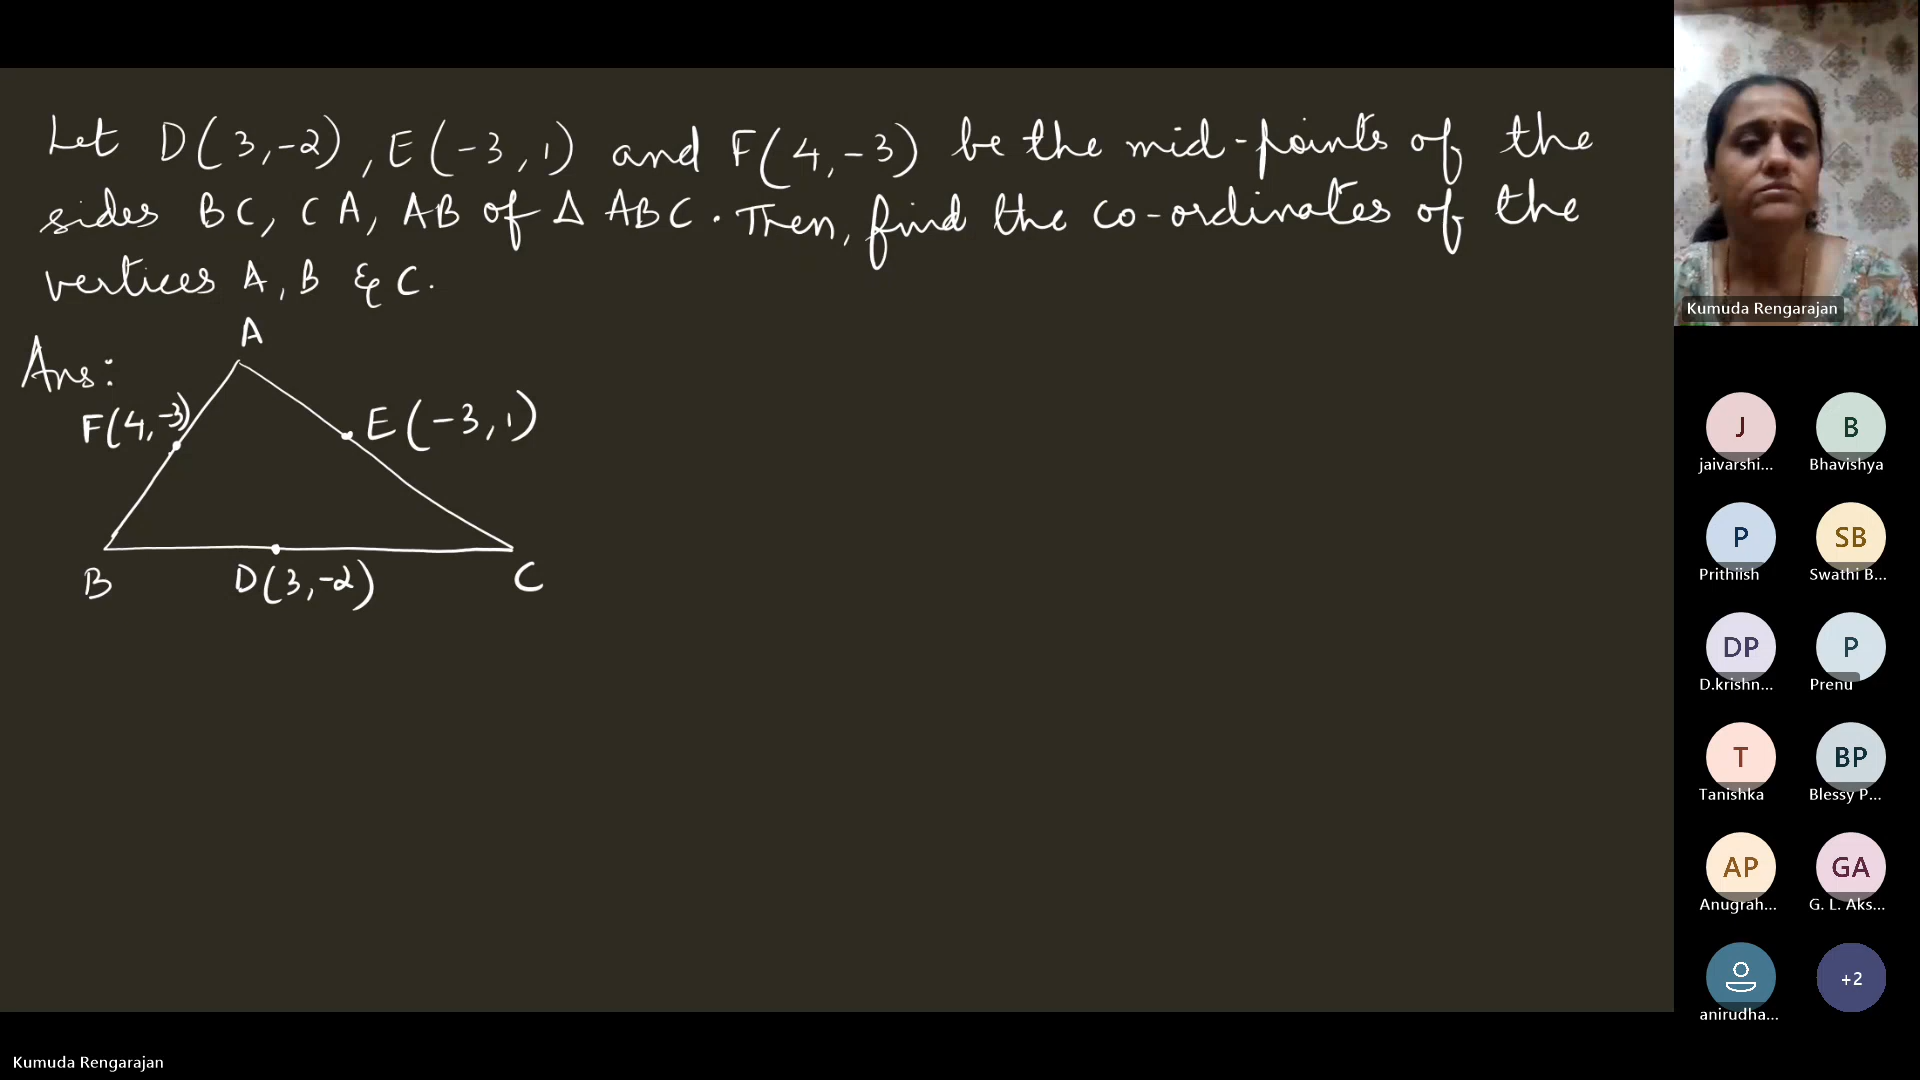 Let D(3,-2), E(-3,1) and F(4,-3) be the mid-points of the
sides BC, CA, AB of Δ ABC. Then, find the co-ordinates of the
vertices A, B & C.
Ans:
A
F(4,-3)
E(-3,1)
B
D(3,-2)
C
Kumuda Rengarajan
J
jaivarshi...
B
Bhavishya
P
Prithiish
SB
Swathi B...
DP
D.krishn...
P
Prenu
T
Tanishka
BP
Blessy P...
AP
Anugrah...
GA
G. L. Aks...
anirudha...
+2
Kumuda Rengarajan